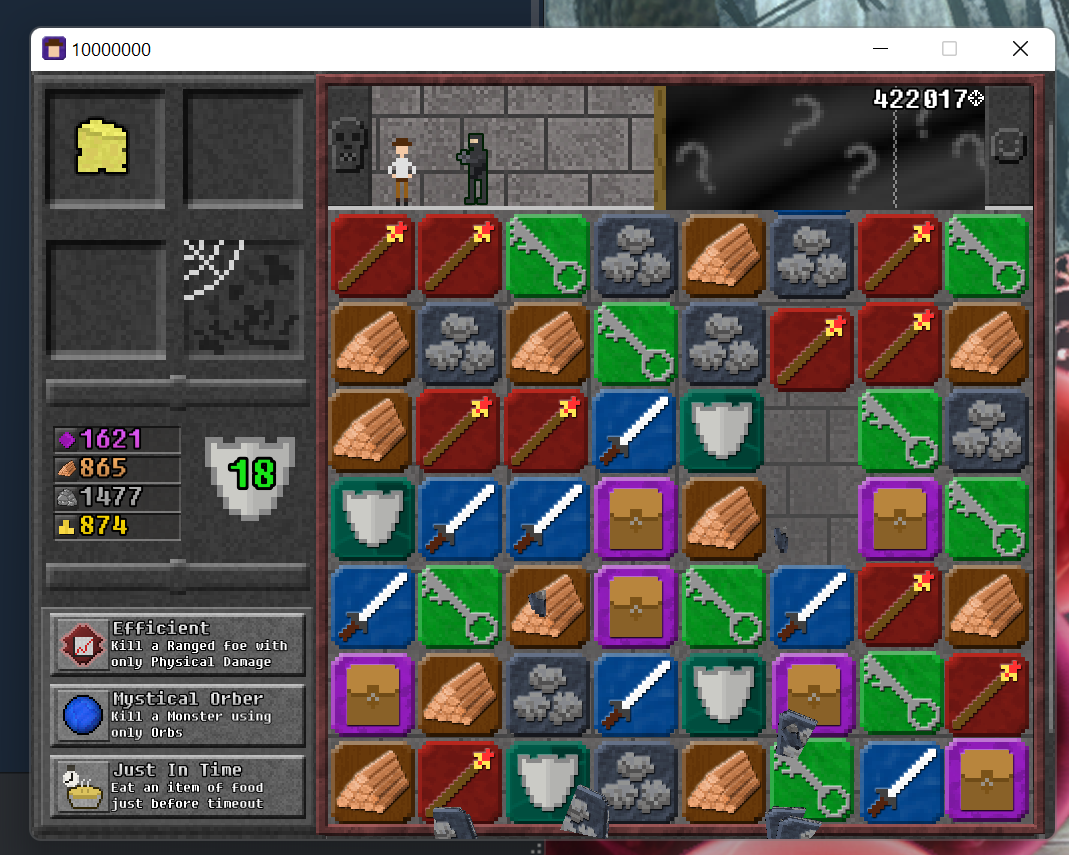 10000000
422017
1621
865
1477
874
18
Efficient
Kill a Ranged foe with
only Physical Damage
Mystical Orber
Kill a Monster using
only Orbs
Just In Time
Eat an item of food
just before timeout
? ? ? ? ?